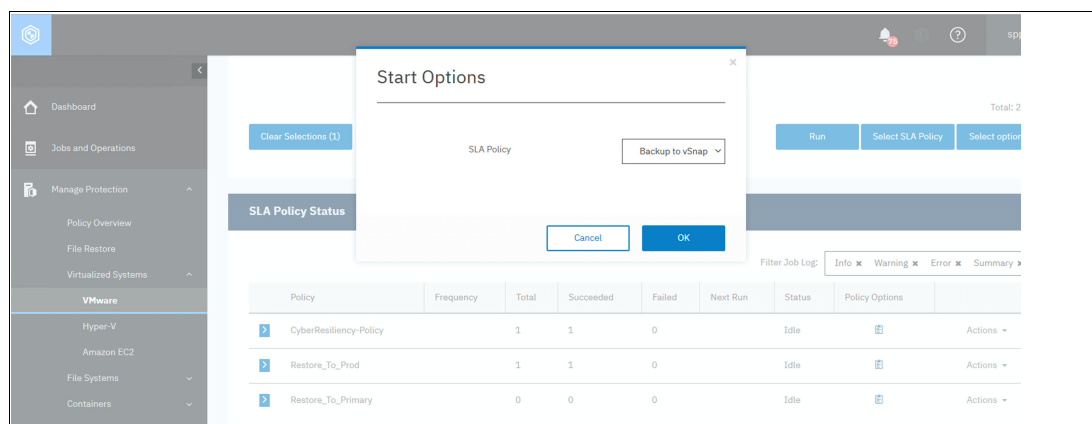 75
?
spp
Start Options
×
Dashboard
Total: 2
Clear Selections (1)
Run
Select SLA Policy
Select option
SLA Policy
Backup to vSnap
Jobs and Operations
Manage Protection
SLA Policy Status
Policy Overview
Cancel
OK
File Restore
Filter Job Log:
Info × Warning × Error × Summary ×
Virtualized Systems
VMware
Policy Frequency Total Succeeded Failed Next Run Status Policy Options
Hyper-V
CyberResiliency-Policy 1 1 0 Idle Actions
Amazon EC2
Restore_To_Prod 1 1 0 Idle Actions
File Systems
Containers
Restore_To_Primary 0 0 0 Idle Actions